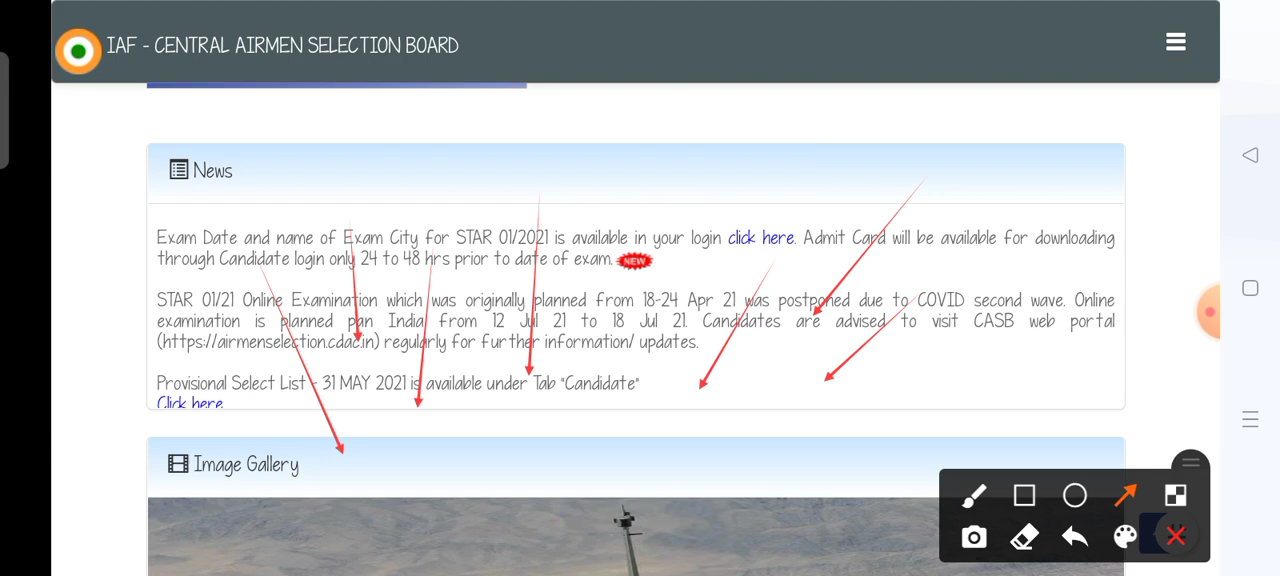 IAF - CENTRAL AIRMEN SELECTION BOARD
News
Exam Date and name of Exam City for STAR 01/2021 is available in your login click here. Admit Card will be available for downloading
through Candidate login only 24 to 48 hrs prior to date of exam. NEW
STAR 01/21 Online Examination which was originally planned from 18-24 Apr 21 was postponed due to COVID second wave. Online
examination is planned pan India from 12 Jul 21 to 18 Jul 21. Candidates are advised to visit CASB web portal
(https://airmenselection.cdac.in) regularly for further information/ updates.
Provisional Select List - 31 MAY 2021 is available under Tab "Candidate"
Click here
Image Gallery